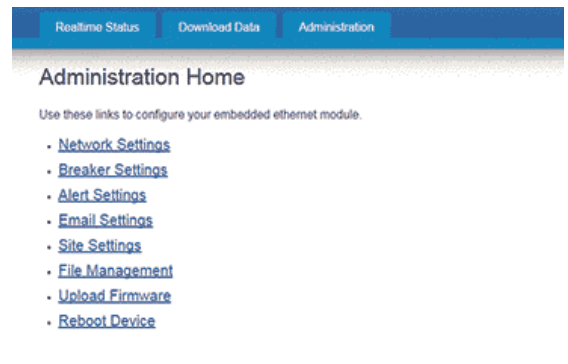 Realtime Status Download Data Administration
Administration Home
Use these links to configure your embedded ethernet module.
Network Settings
Breaker Settings
Alert Settings
Email Settings
Site Settings
File Management
Upload Firmware
Reboot Device